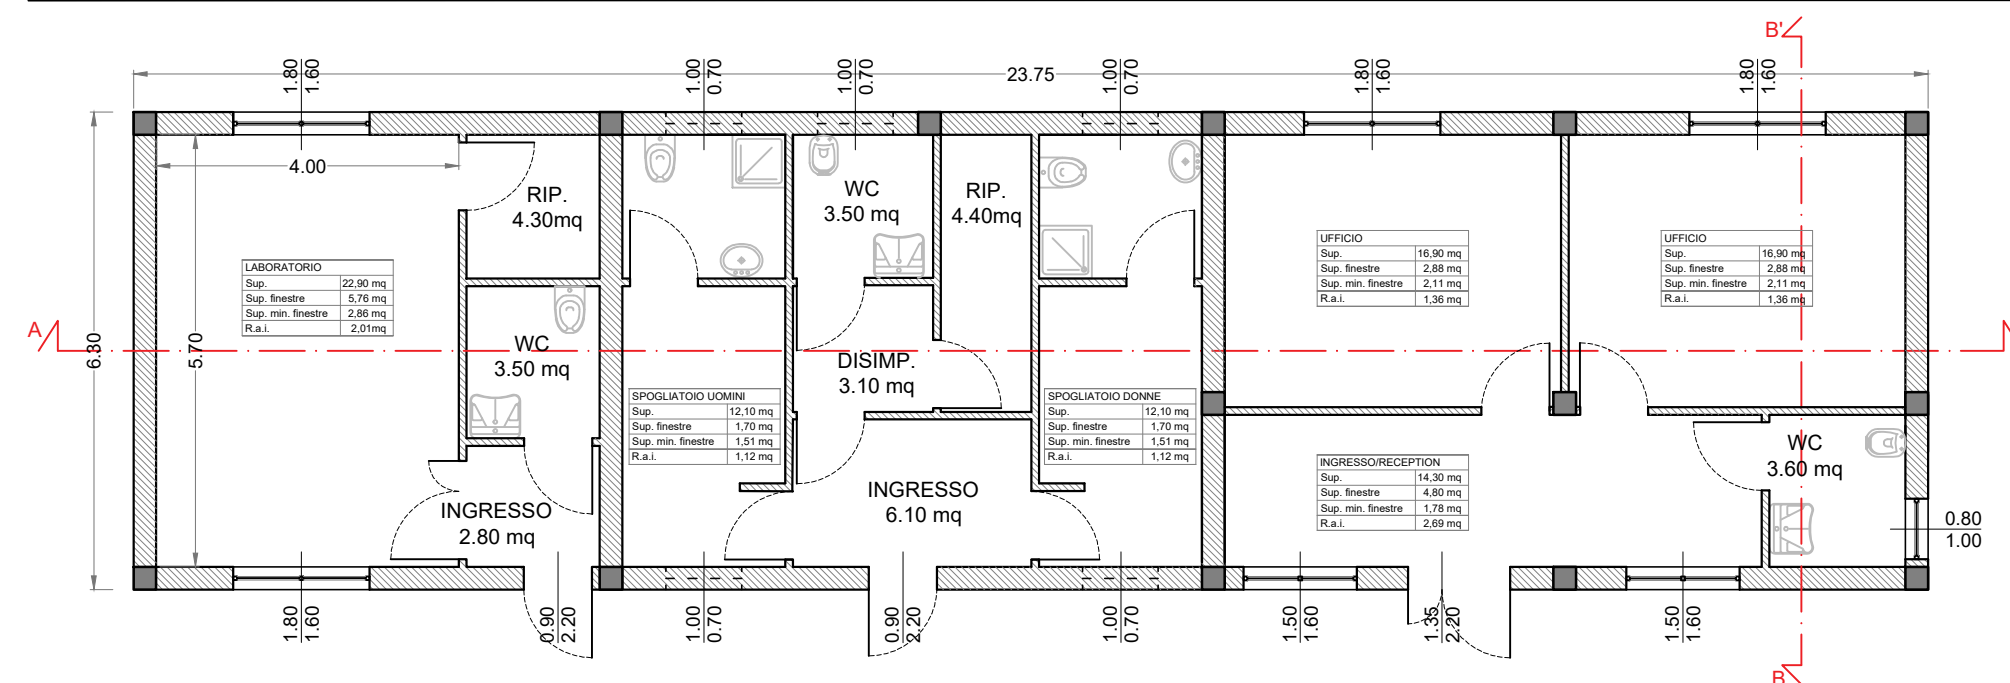 B'
1.80
1.60
1.00
0.70
1.00
0.70
23.75
1.00
0.70
1.80
1.60
1.80
1.60
4.00
RIP.
4.30mq
WC
3.50 mq
RIP.
4.40mq
LABORATORIO
Sup. 22,90 mq
Sup. finestre 5,76 mq
Sup. min. finestre 2,86 mq
R.a.i. 2,01mq
UFFICIO
Sup. 16,90 mq
Sup. finestre 2,88 mq
Sup. min. finestre 2,11 mq
R.a.i. 1,36 mq
UFFICIO
Sup. 16,90 mq
Sup. finestre 2,88 mq
Sup. min. finestre 2,11 mq
R.a.i. 1,36 mq
A
6.30
5.70
WC
3.50 mq
DISIMP.
3.10 mq
SPOGLIATOIO UOMINI
Sup. 12,10 mq
Sup. finestre 1,70 mq
Sup. min. finestre 1,51 mq
R.a.i. 1,12 mq
SPOGLIATOIO DONNE
Sup. 12,10 mq
Sup. finestre 1,70 mq
Sup. min. finestre 1,51 mq
R.a.i. 1,12 mq
INGRESSO/RECEPTION
Sup. 14,30 mq
Sup. finestre 4,80 mq
Sup. min. finestre 1,78 mq
R.a.i. 2,69 mq
WC
3.60 mq
INGRESSO
2.80 mq
INGRESSO
6.10 mq
0.80
1.00
1.80
1.60
0.90
2.20
1.00
0.70
0.90
2.20
1.00
0.70
1.50
1.60
1.35
2.20
1.50
1.60
B